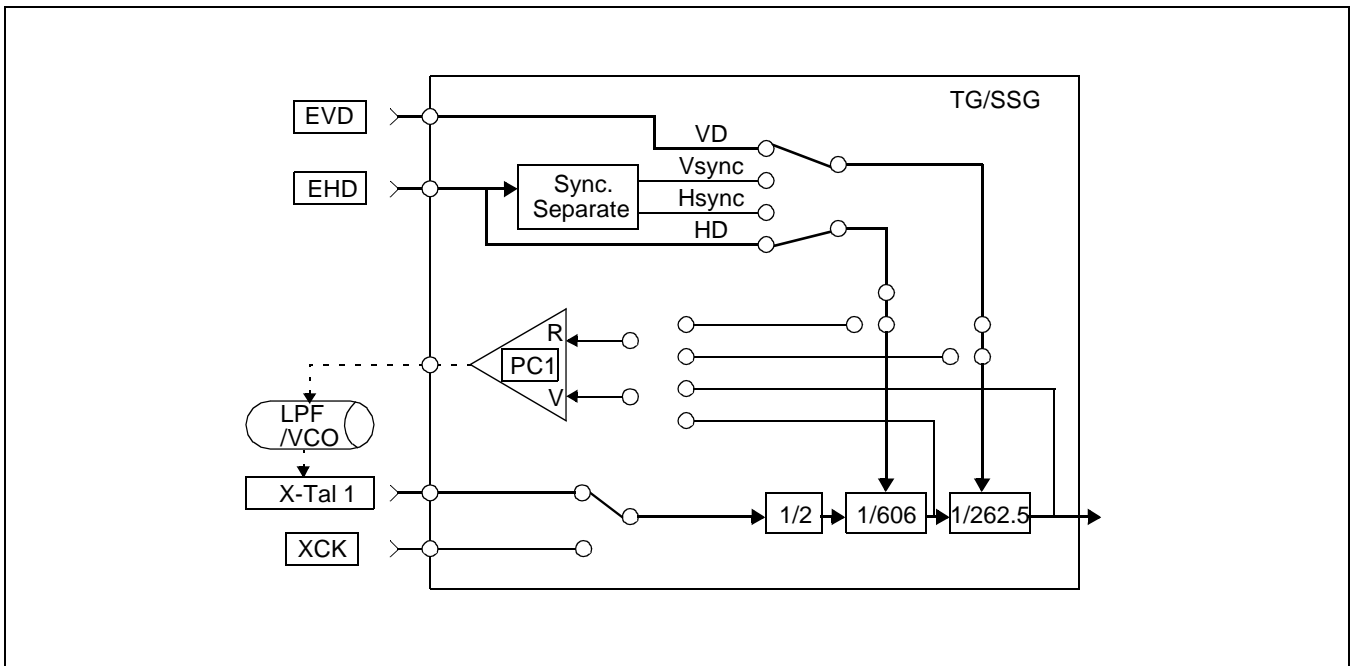 TG/SSG
EVD
VD
Vsync
EHD
Sync.
Separate
Hsync
HD
R
PC1
V
LPF
/VCO
X-Tal 1
1/2
1/606
1/262.5
XCK